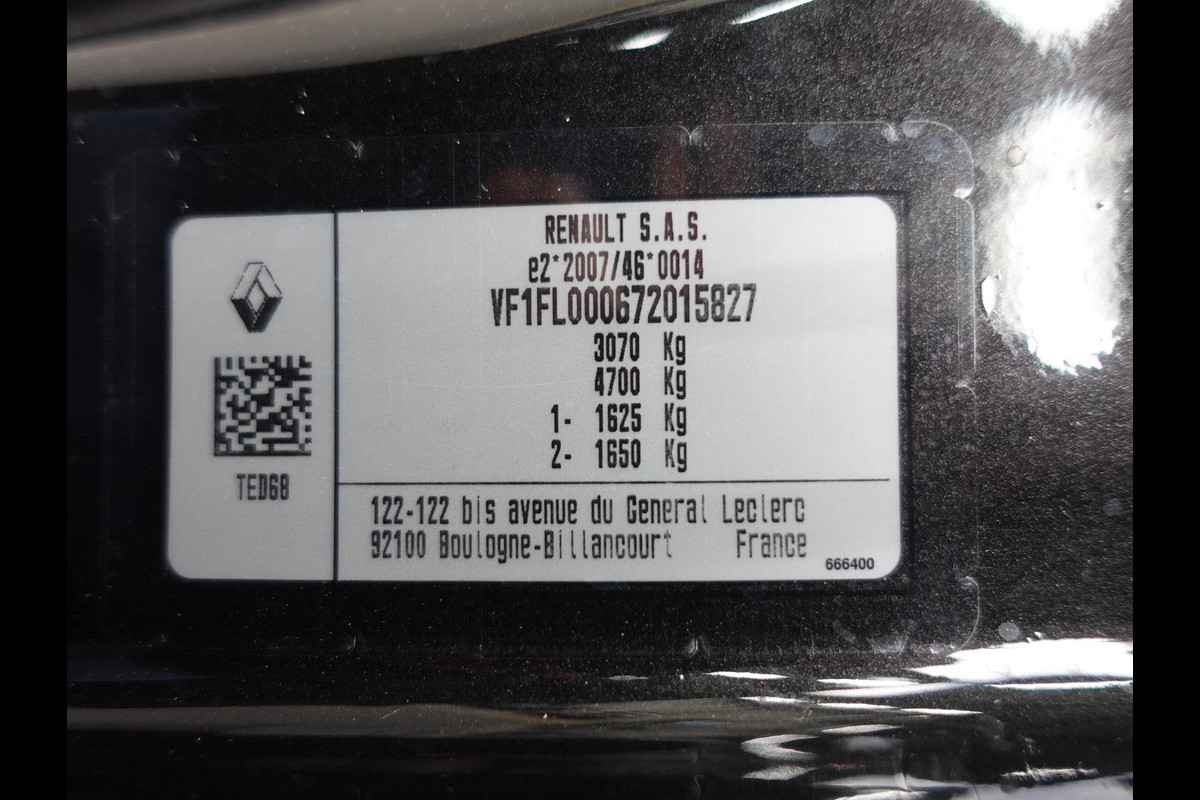 RENAULT S.A.S.
e2*2007/46*0014
VF1FL000672015827
3070 Kg
4700 Kg
1- 1625 Kg
2- 1650 Kg
TED68
122-122 bis avenue du General Leclerc
92100 Boulogne-Billancourt France
666400